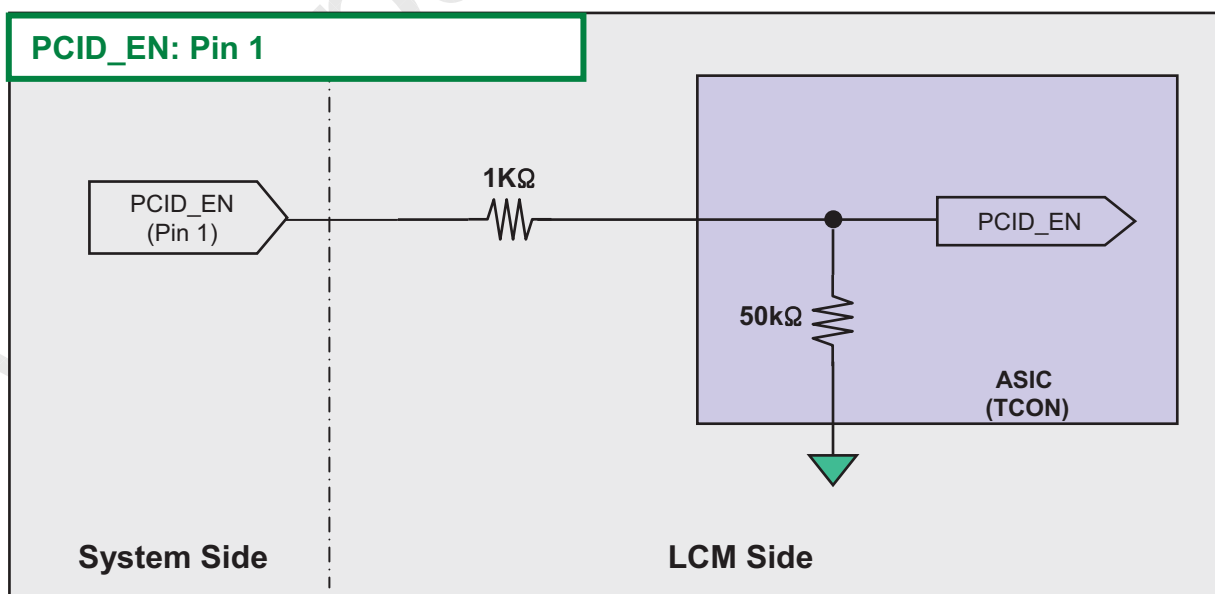 PCID_EN: Pin 1
1KΩ
PCID_EN
(Pin 1)
PCID_EN
50kΩ
ASIC
(TCON)
System Side
LCM Side